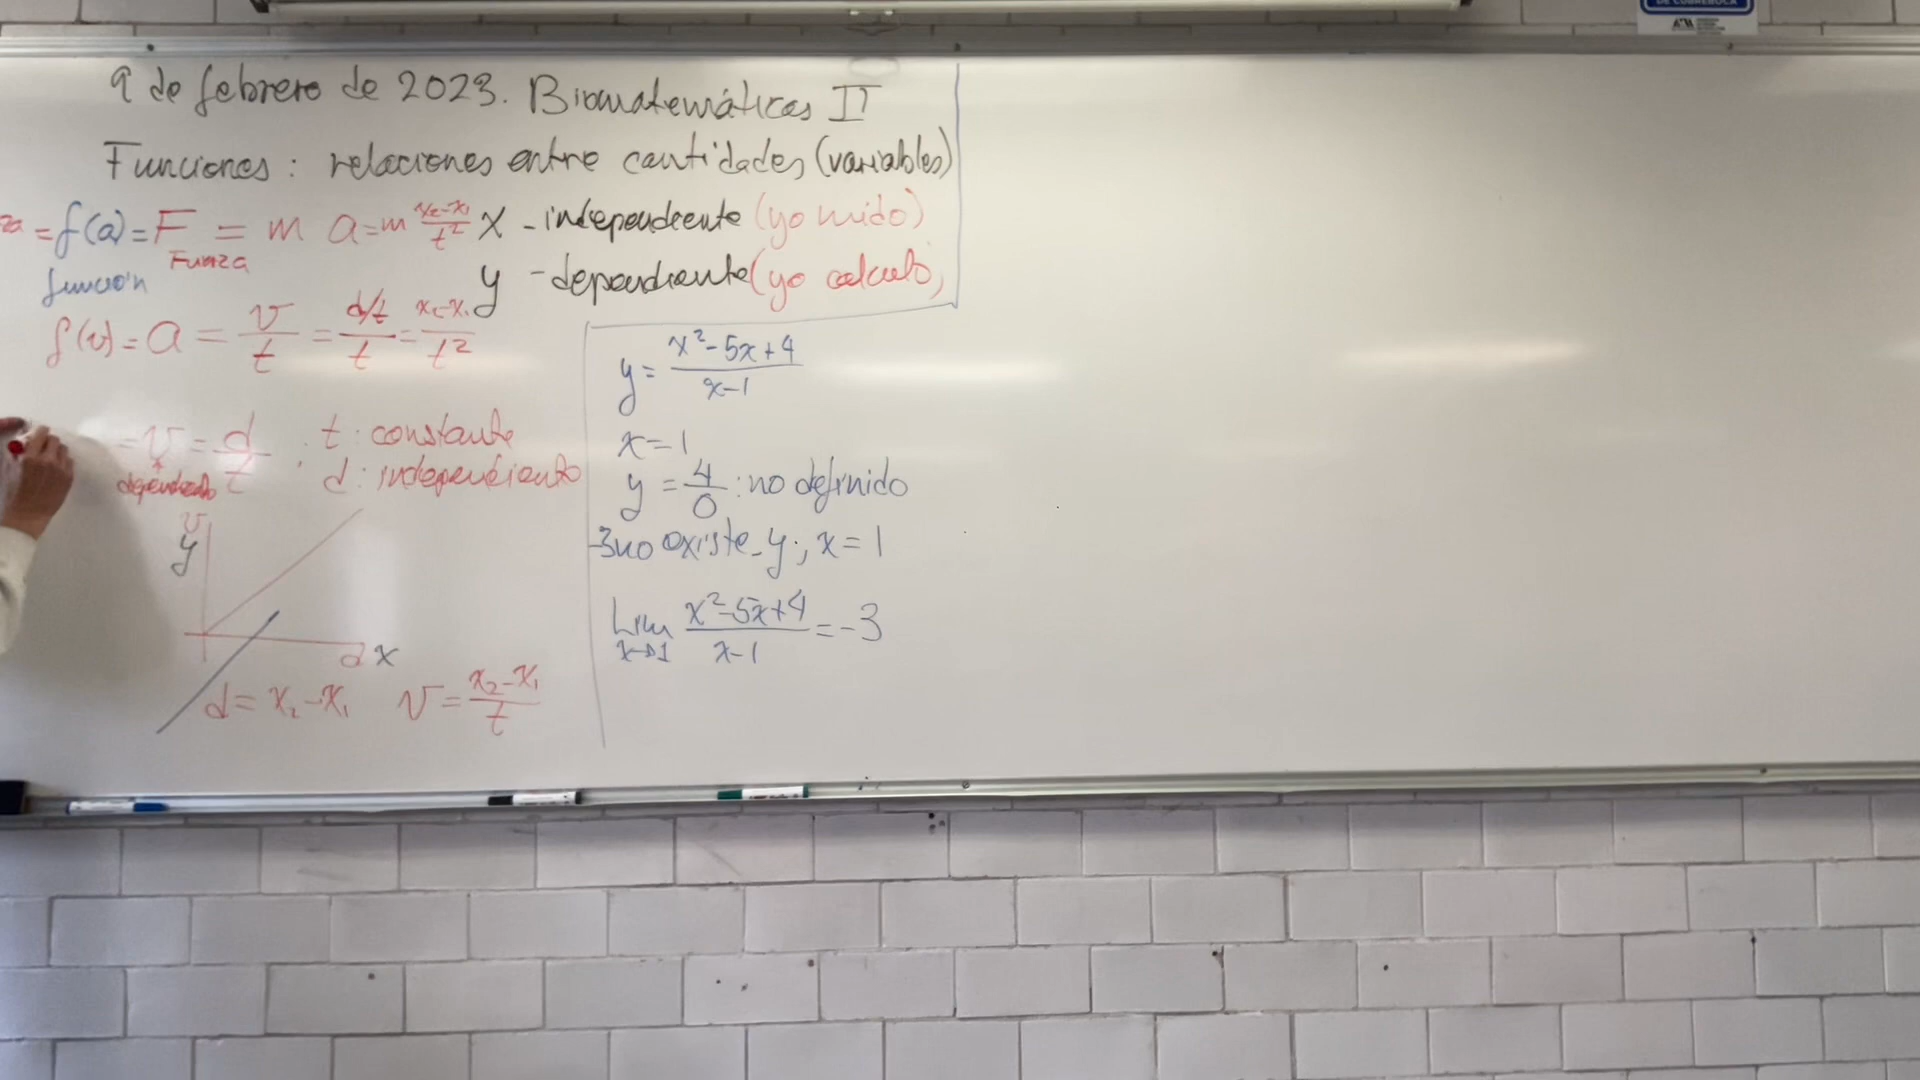 9 de febrero de 2023. Biomatemáticas II
Funciones: relaciones entre cantidades (variables)
za = f(a) = F = m a = m (x₂-x₁)/t²
función
Fuerza
x - independiente (yo mido)
y - dependiente (yo calculo)
f(v) = a = v/t = (d/t)/t = (x₂-x₁)/t²
= v = d/t : t: constante
dependiente
d: independiente
v
y
d x
d = x₂-x₁ v = (x₂-x₁)/t
y = (x²-5x+4)/(x-1)
x=1
y = 4/0 : no definido
no existe y; x = 1
Lim x→1 (x²-5x+4)/(x-1) = -3